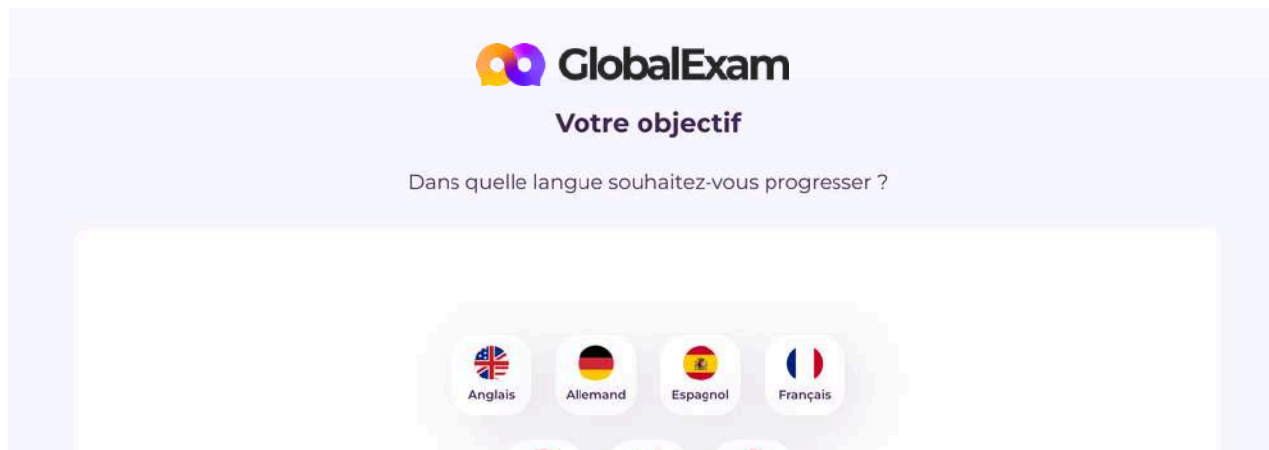 GlobalExam
Votre objectif
Dans quelle langue souhaitez-vous progresser ?
Anglais Allemand Espagnol Français